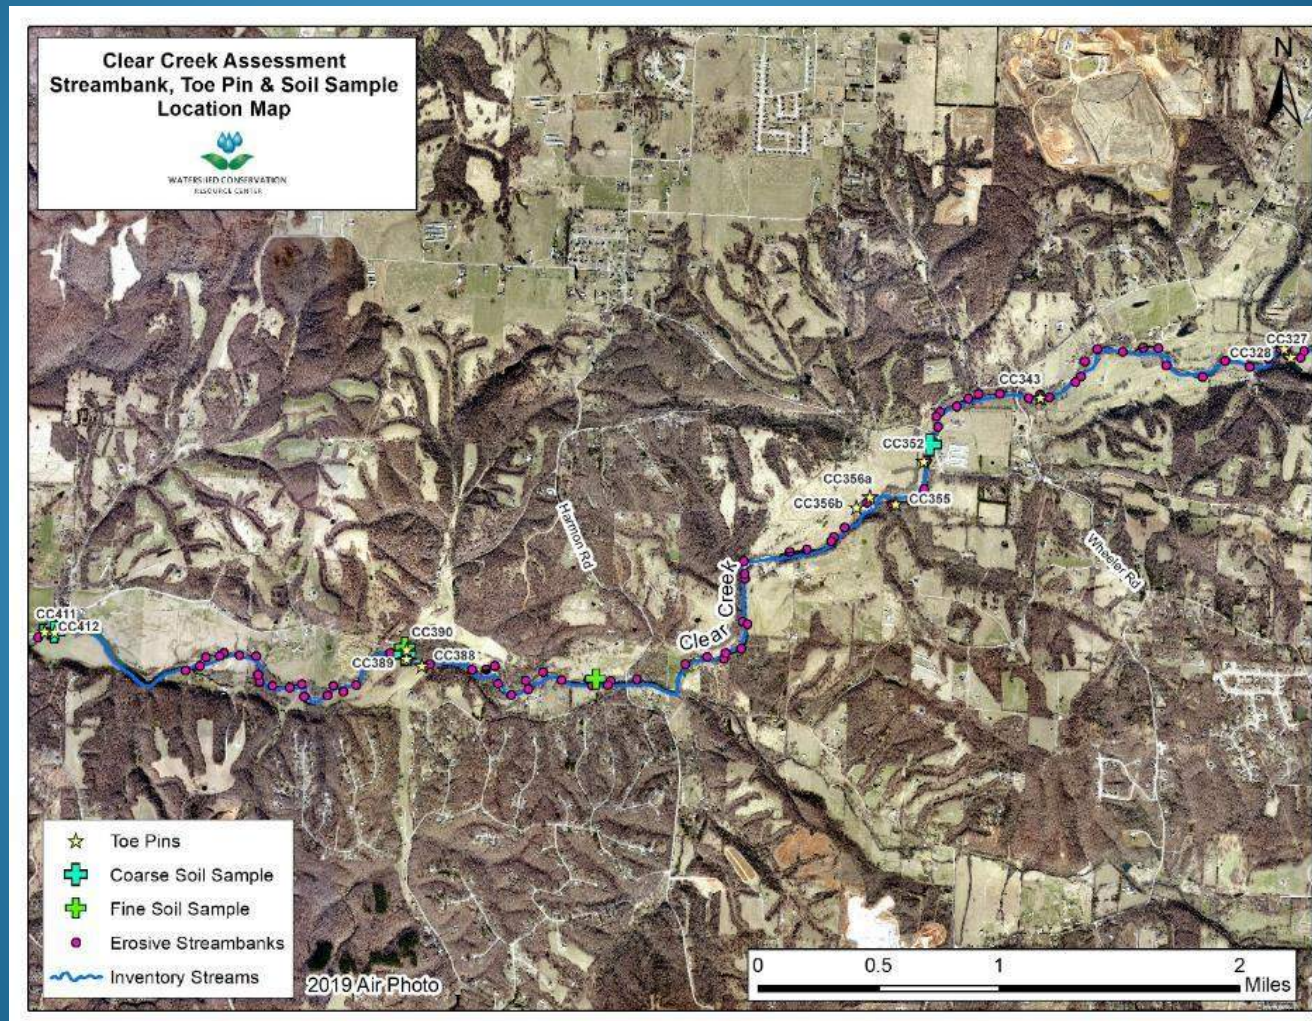 Clear Creek Assessment
Streambank, Toe Pin & Soil Sample
Location Map
WATERSHED CONSERVATION
RESOURCE CENTER
N
CC327
CC328
CC343
CC352
CC356a
CC355
CC356b
Harmon Rd
Wheeler Rd
Clear Creek
CC411
CC412
CC390
CC389
CC388
Toe Pins
Coarse Soil Sample
Fine Soil Sample
Erosive Streambanks
Inventory Streams
2019 Air Photo
0 0.5 1 2
Miles